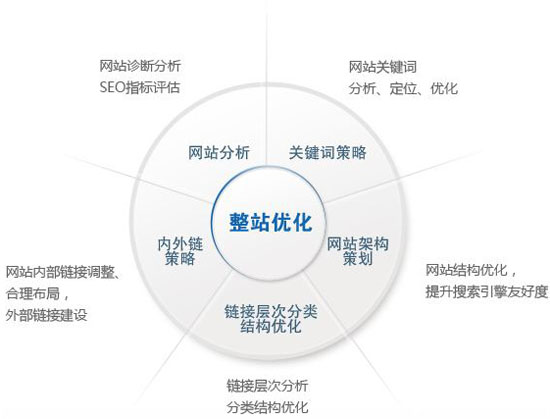 网站诊断分析
SEO指标评估
网站关键词
分析、定位、优化
网站分析
关键词策略
整站优化
内外链
策略
网站架构
策划
网站内部链接调整、
合理布局，
外部链接建设
网站结构优化，
提升搜索引擎友好度
链接层次分类
结构优化
链接层次分析
分类结构优化